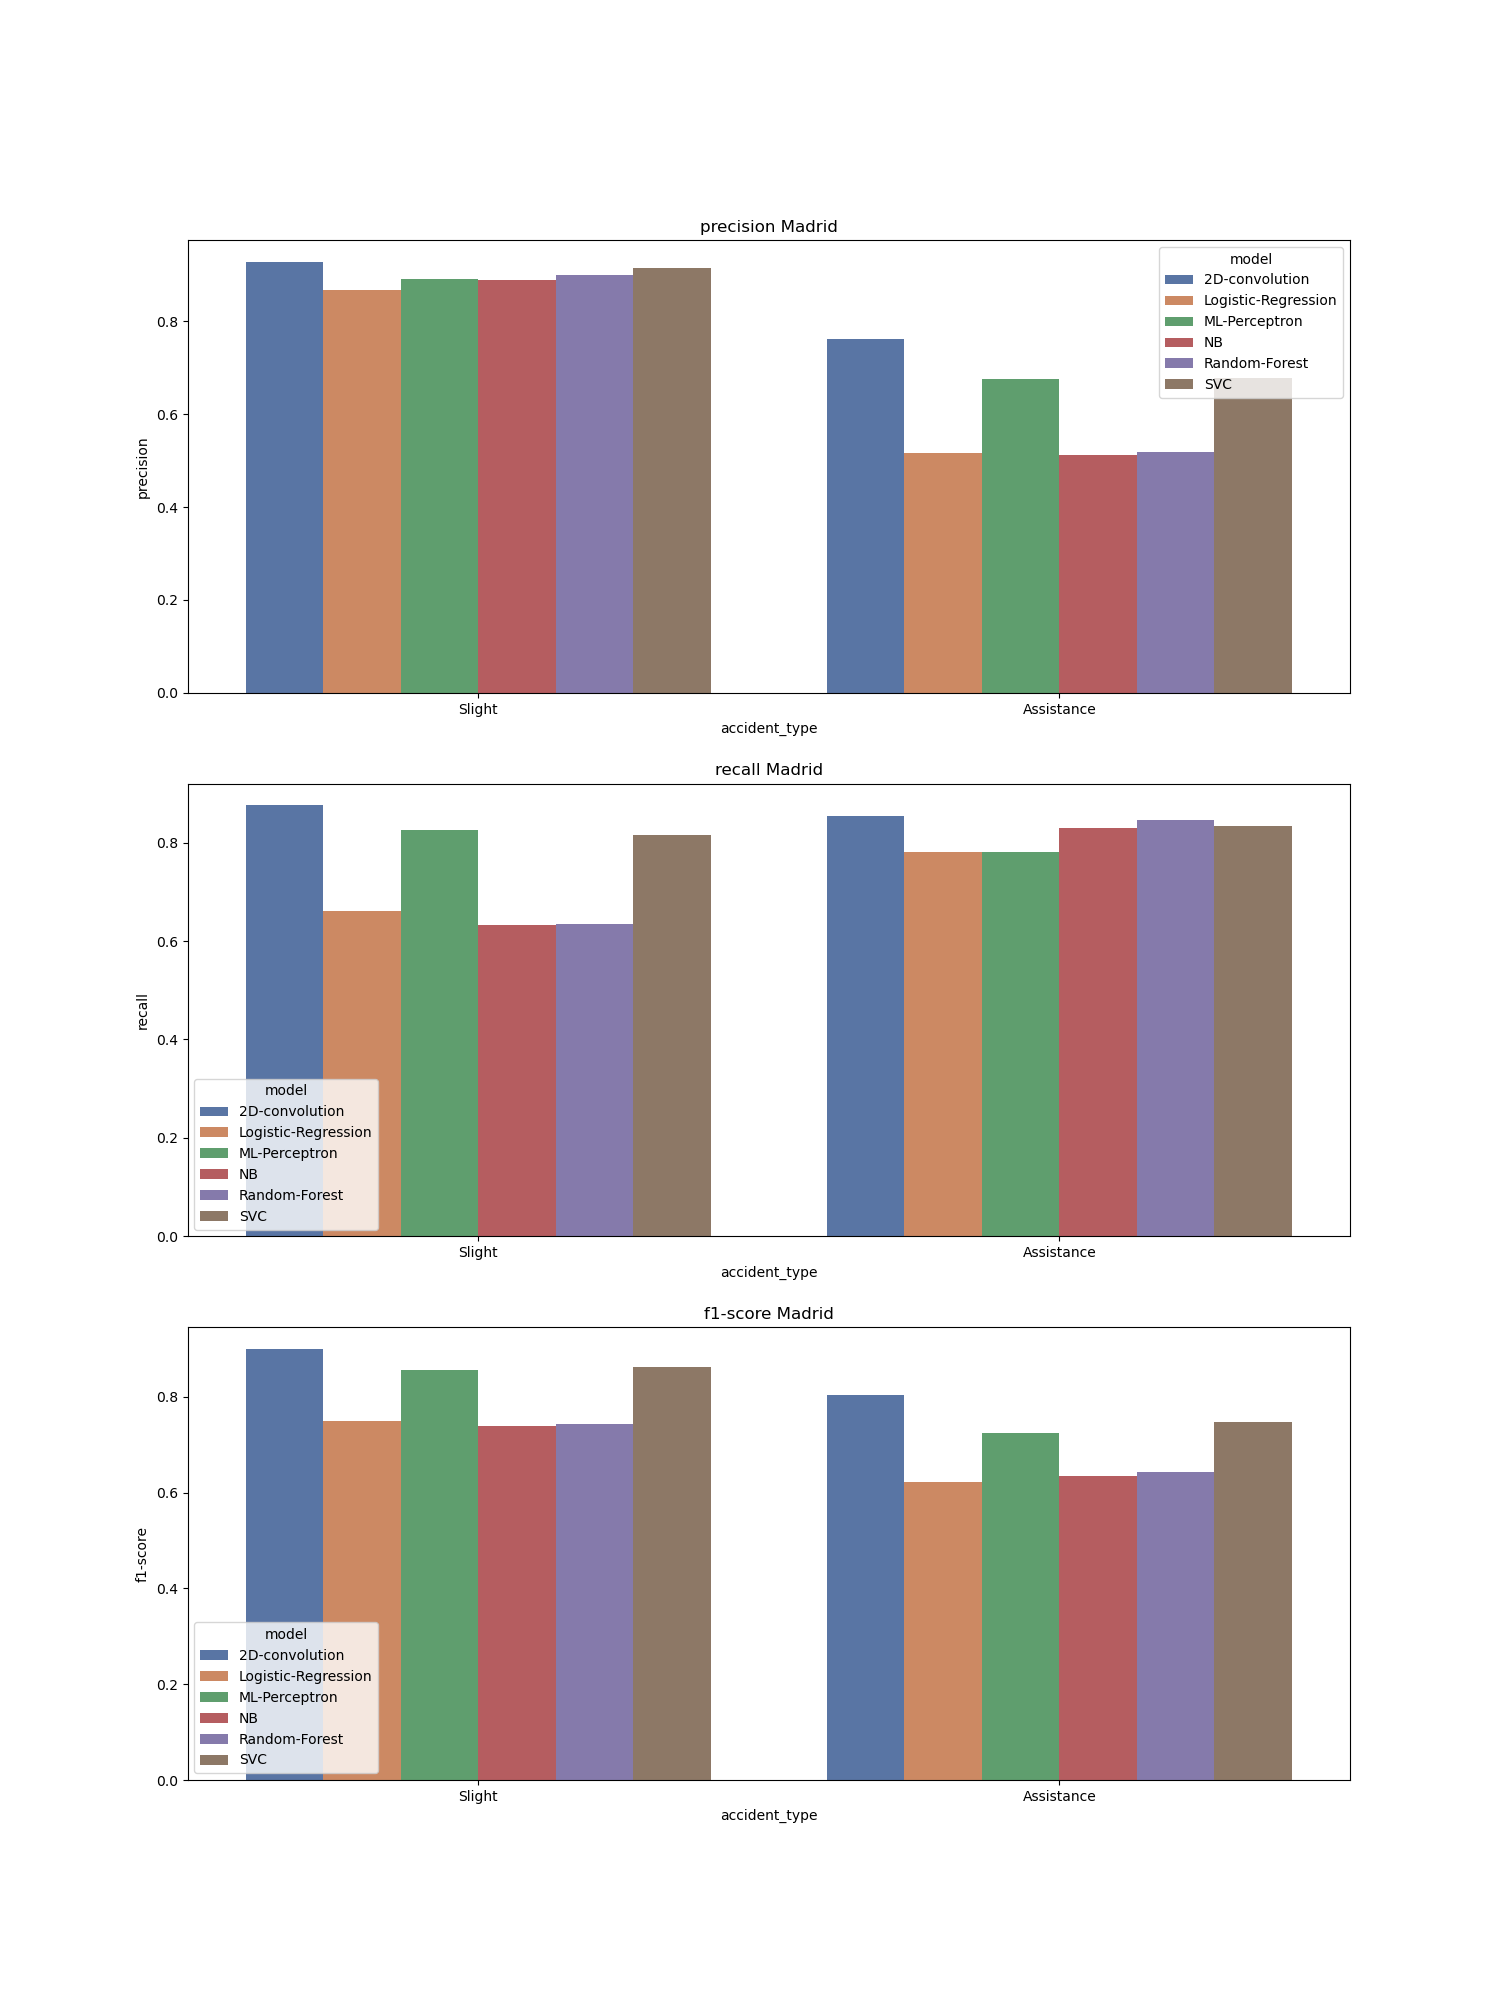 precision Madrid
model
2D-convolution
Logistic-Regression
ML-Perceptron
NB
Random-Forest
SVC
0.8
0.6
0.4
0.2
0.0
precision
Slight
Assistance
accident_type
recall Madrid
0.8
0.6
0.4
0.2
0.0
recall
model
2D-convolution
Logistic-Regression
ML-Perceptron
NB
Random-Forest
SVC
Slight
Assistance
accident_type
f1-score Madrid
0.8
0.6
0.4
0.2
0.0
f1-score
model
2D-convolution
Logistic-Regression
ML-Perceptron
NB
Random-Forest
SVC
Slight
Assistance
accident_type